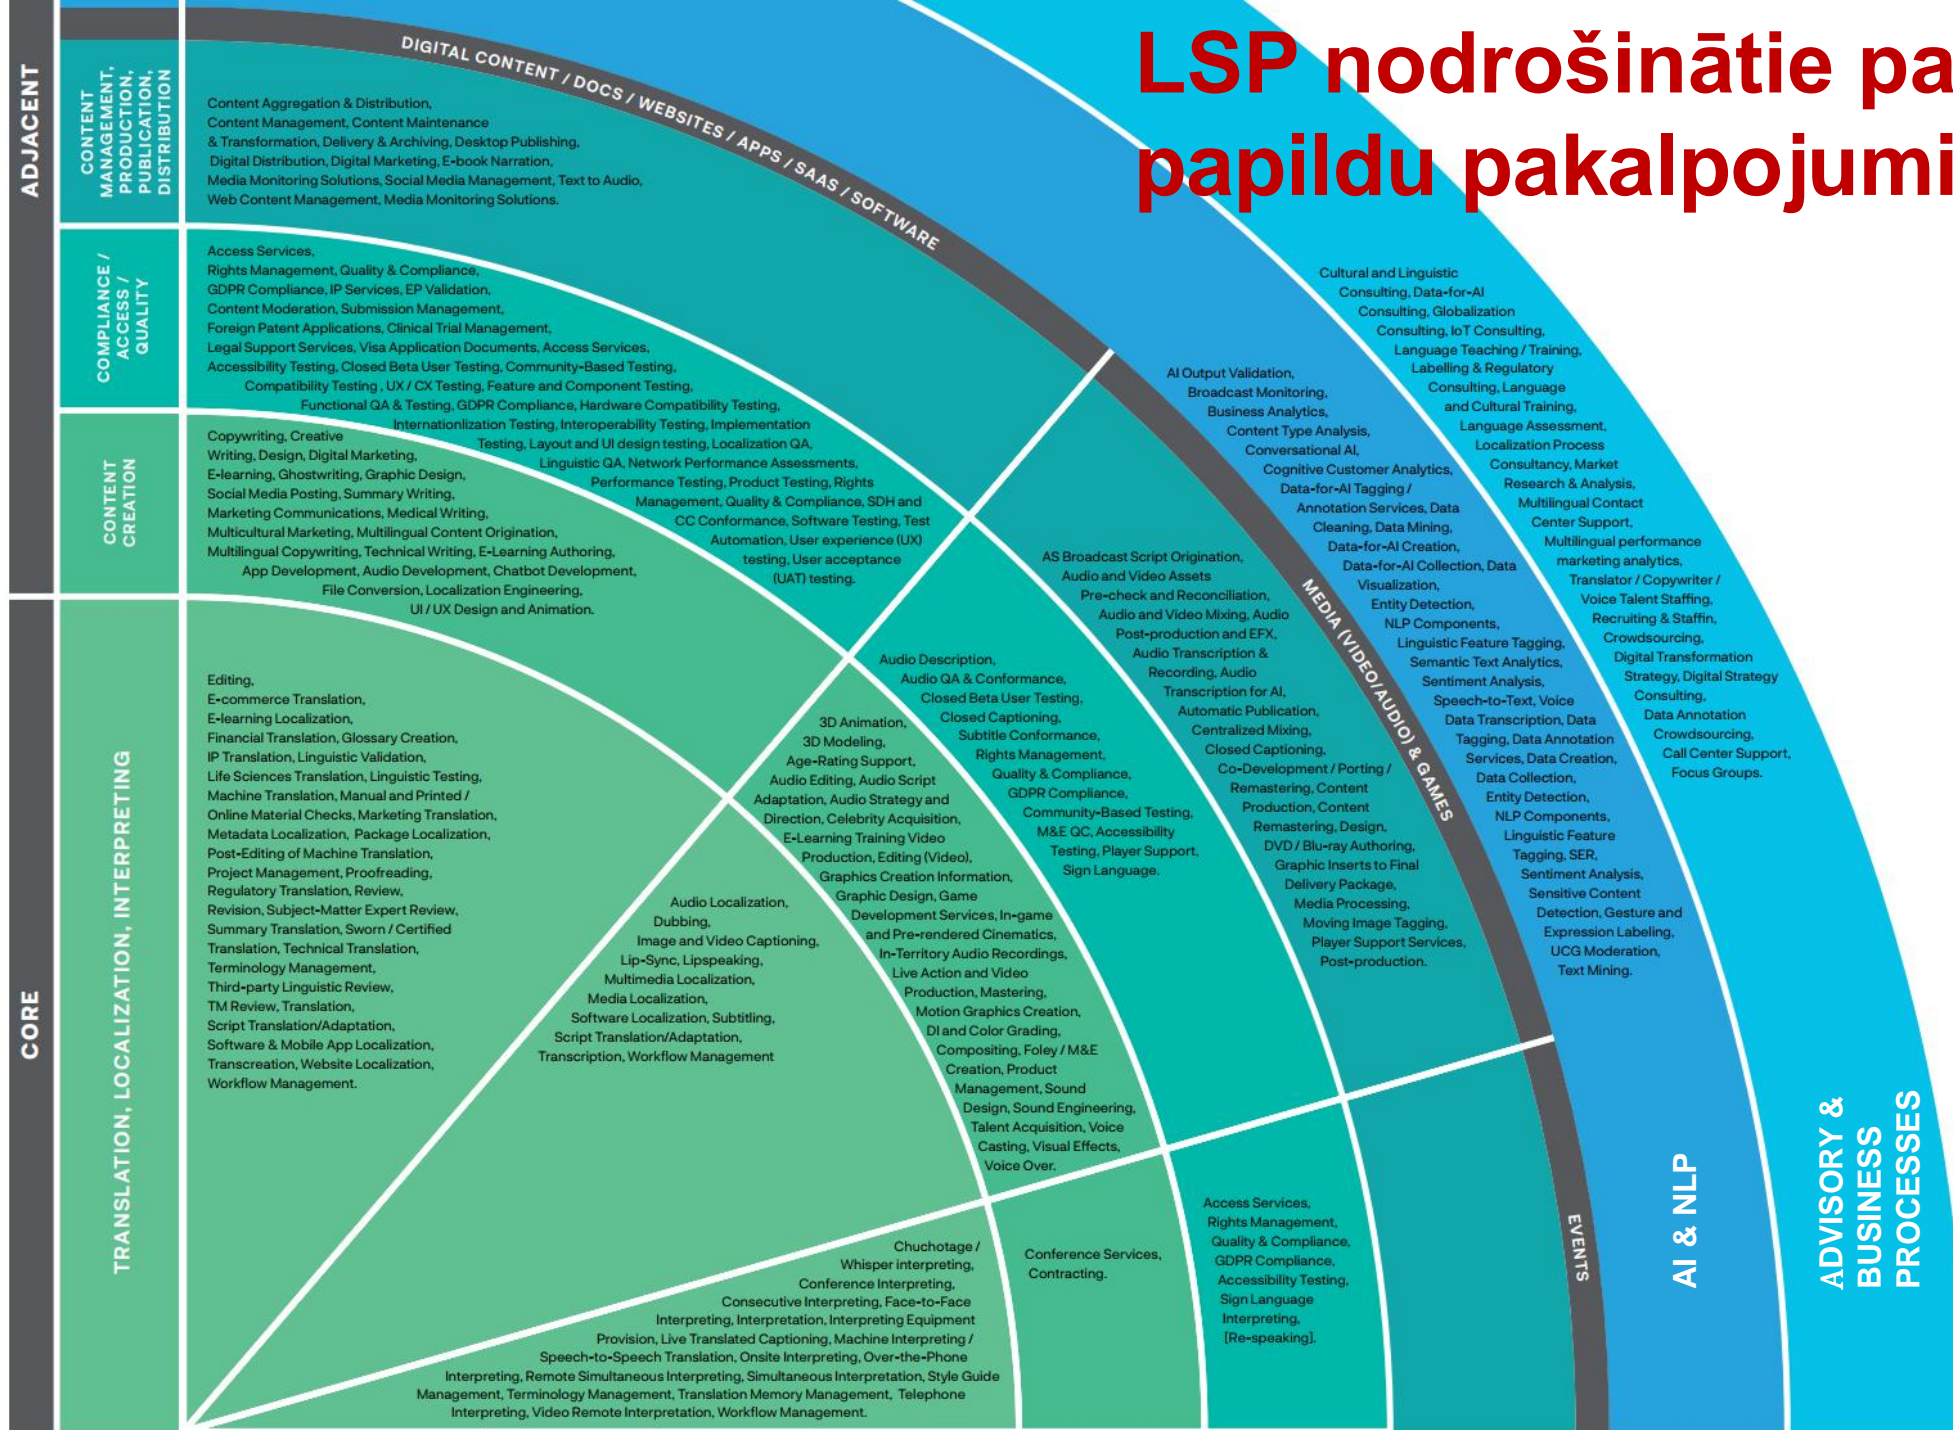 LSP nodrošinātie pa
papildu pakalpojumi
ADJACENT
CONTENT
MANAGEMENT,
PRODUCTION,
PUBLICATION,
DISTRIBUTION
DIGITAL CONTENT / DOCS / WEBSITES / APPS / SAAS / SOFTWARE
Content Aggregation & Distribution,
Content Management, Content Maintenance
& Transformation, Delivery & Archiving, Desktop Publishing,
Digital Distribution, Digital Marketing, E-book Narration,
Media Monitoring Solutions, Social Media Management, Text to Audio,
Web Content Management, Media Monitoring Solutions.
COMPLIANCE /
ACCESS /
QUALITY
Access Services,
Rights Management, Quality & Compliance,
GDPR Compliance, IP Services, EP Validation,
Content Moderation, Submission Management,
Foreign Patent Applications, Clinical Trial Management,
Legal Support Services, Visa Application Documents, Access Services,
Accessibility Testing, Closed Beta User Testing, Community-Based Testing,
Compatibility Testing , UX / CX Testing, Feature and Component Testing,
Functional QA & Testing, GDPR Compliance, Hardware Compatibility Testing,
Internationlization Testing, Interoperability Testing, Implementation
Testing, Layout and UI design testing, Localization QA,
Linguistic QA, Network Performance Assessments,
Performance Testing, Product Testing, Rights
Management, Quality & Compliance, SDH and
CC Conformance, Software Testing, Test
Automation, User experience (UX)
testing, User acceptance
(UAT) testing.
CONTENT
CREATION
Copywriting, Creative
Writing, Design, Digital Marketing,
E-learning, Ghostwriting, Graphic Design,
Social Media Posting, Summary Writing,
Marketing Communications, Medical Writing,
Multicultural Marketing, Multilingual Content Origination,
Multilingual Copywriting, Technical Writing, E-Learning Authoring,
App Development, Audio Development, Chatbot Development,
File Conversion, Localization Engineering,
UI / UX Design and Animation.
CORE
TRANSLATION, LOCALIZATION, INTERPRETING
Editing,
E-commerce Translation,
E-learning Localization,
Financial Translation, Glossary Creation,
IP Translation, Linguistic Validation,
Life Sciences Translation, Linguistic Testing,
Machine Translation, Manual and Printed /
Online Material Checks, Marketing Translation,
Metadata Localization, Package Localization,
Post-Editing of Machine Translation,
Project Management, Proofreading,
Regulatory Translation, Review,
Revision, Subject-Matter Expert Review,
Summary Translation, Sworn / Certified
Translation, Technical Translation,
Terminology Management,
Third-party Linguistic Review,
TM Review, Translation,
Script Translation/Adaptation,
Software & Mobile App Localization,
Transcreation, Website Localization,
Workflow Management.
Audio Localization,
Dubbing,
Image and Video Captioning,
Lip-Sync, Lipspeaking,
Multimedia Localization,
Media Localization,
Software Localization, Subtitling,
Script Translation/Adaptation,
Transcription, Workflow Management
3D Animation,
3D Modeling,
Age-Rating Support,
Audio Editing, Audio Script
Adaptation, Audio Strategy and
Direction, Celebrity Acquisition,
E-Learning Training Video
Production, Editing (Video),
Graphics Creation Information,
Graphic Design, Game
Development Services, In-game
and Pre-rendered Cinematics,
In-Territory Audio Recordings,
Live Action and Video
Production, Mastering,
Motion Graphics Creation,
DI and Color Grading,
Compositing, Foley / M&E
Creation, Product
Management, Sound
Design, Sound Engineering,
Talent Acquisition, Voice
Casting, Visual Effects,
Voice Over.
Audio Description,
Audio QA & Conformance,
Closed Beta User Testing,
Closed Captioning,
Subtitle Conformance,
Rights Management,
Quality & Compliance,
GDPR Compliance,
Community-Based Testing,
M&E QC, Accessibility
Testing, Player Support,
Sign Language.
AS Broadcast Script Origination,
Audio and Video Assets
Pre-check and Reconciliation,
Audio and Video Mixing, Audio
Post-production and EFX,
Audio Transcription &
Recording, Audio
Transcription for AI,
Automatic Publication,
Centralized Mixing,
Closed Captioning,
Co-Development / Porting /
Remastering, Content
Production, Content
Remastering, Design,
DVD / Blu-ray Authoring,
Graphic Inserts to Final
Delivery Package,
Media Processing,
Moving Image Tagging,
Player Support Services,
Post-production.
MEDIA (VIDEO/AUDIO) & GAMES
AI Output Validation,
Broadcast Monitoring,
Business Analytics,
Content Type Analysis,
Conversational AI,
Cognitive Customer Analytics,
Data-for-AI Tagging /
Annotation Services, Data
Cleaning, Data Mining,
Data-for-AI Creation,
Data-for-AI Collection, Data
Visualization,
Entity Detection,
NLP Components,
Linguistic Feature Tagging,
Semantic Text Analytics,
Sentiment Analysis,
Speech-to-Text, Voice
Data Transcription, Data
Tagging, Data Annotation
Services, Data Creation,
Data Collection,
Entity Detection,
NLP Components,
Linguistic Feature
Tagging, SER,
Sentiment Analysis,
Sensitive Content
Detection, Gesture and
Expression Labeling,
UCG Moderation,
Text Mining.
Cultural and Linguistic
Consulting, Data-for-AI
Consulting, Globalization
Consulting, IoT Consulting,
Language Teaching / Training,
Labelling & Regulatory
Consulting, Language
and Cultural Training,
Language Assessment,
Localization Process
Consultancy, Market
Research & Analysis,
Multilingual Contact
Center Support,
Multilingual performance
marketing analytics,
Translator / Copywriter /
Voice Talent Staffing,
Recruiting & Staffin,
Crowdsourcing,
Digital Transformation
Strategy, Digital Strategy
Consulting,
Data Annotation
Crowdsourcing,
Call Center Support,
Focus Groups.
Chuchotage /
Whisper interpreting,
Conference Interpreting,
Consecutive Interpreting, Face-to-Face
Interpreting, Interpretation, Interpreting Equipment
Provision, Live Translated Captioning, Machine Interpreting /
Speech-to-Speech Translation, Onsite Interpreting, Over-the-Phone
Interpreting, Remote Simultaneous Interpreting, Simultaneous Interpretation, Style Guide
Management, Terminology Management, Translation Memory Management, Telephone
Interpreting, Video Remote Interpretation, Workflow Management.
Conference Services,
Contracting.
Access Services,
Rights Management,
Quality & Compliance,
GDPR Compliance,
Accessibility Testing,
Sign Language
Interpreting,
[Re-speaking].
EVENTS
AI & NLP
ADVISORY &
BUSINESS
PROCESSES